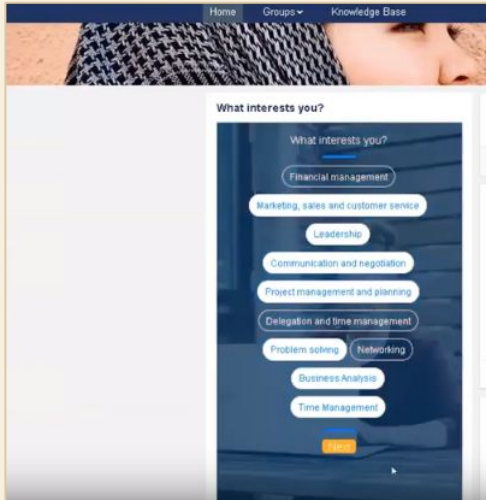 Home Groups Knowledge Base
What interests you?
What interests you?
Financial management
Marketing, sales and customer service
Leadership
Communication and negotiation
Project management and planning
Delegation and time management
Problem solving Networking
Business Analysis
Time Management
Next